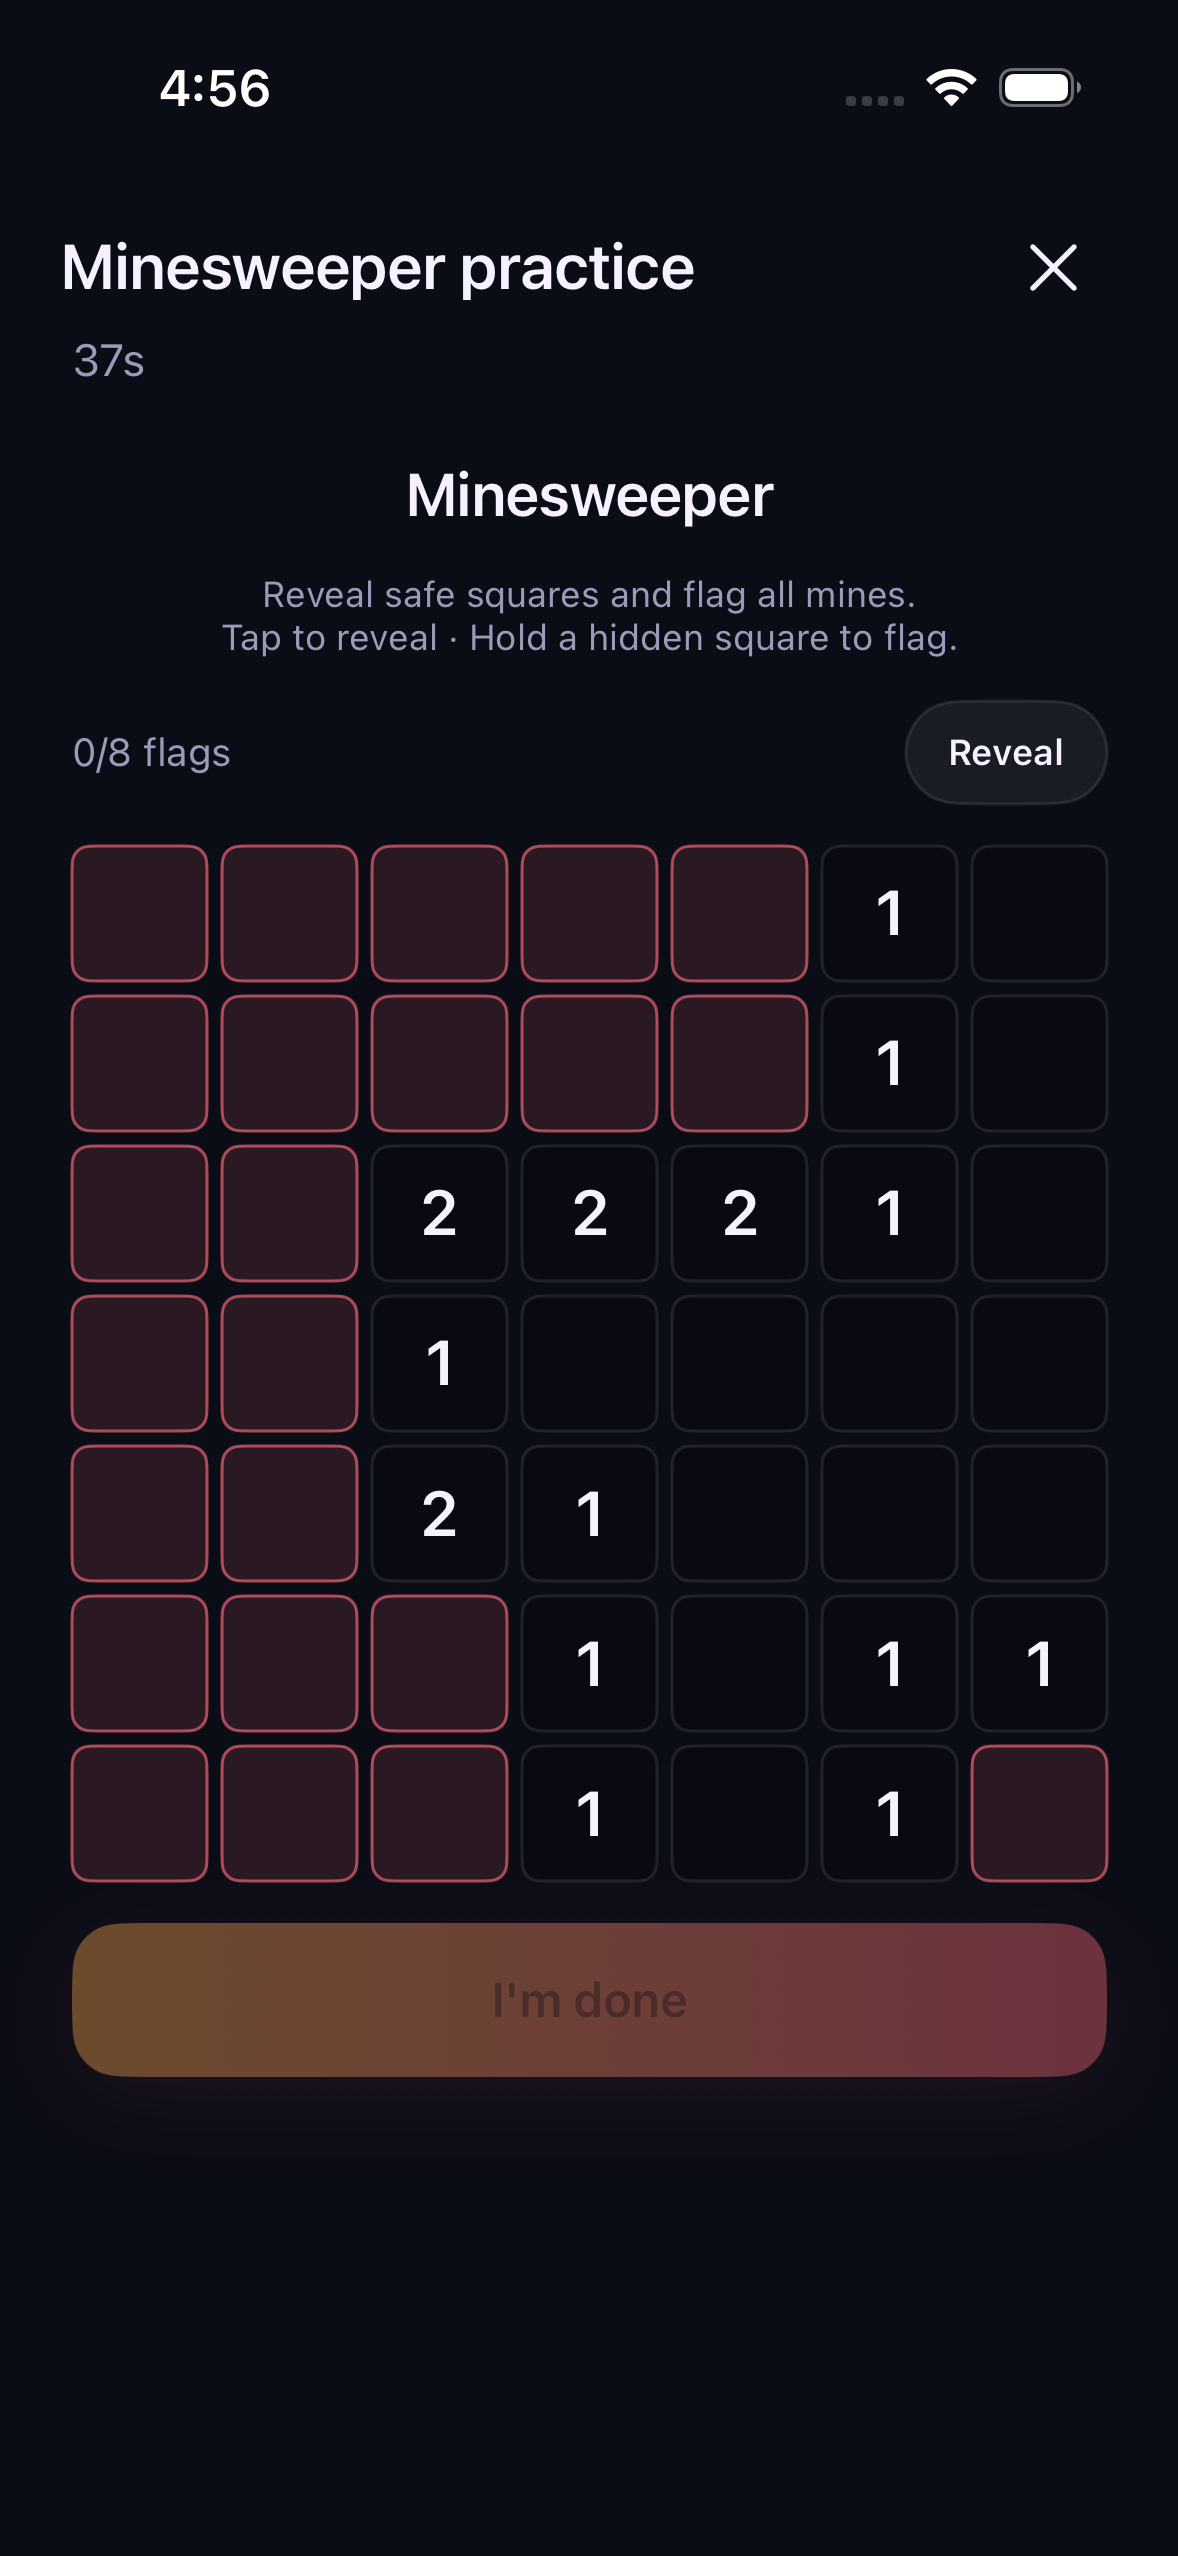 4:56
Minesweeper practice
37s
Minesweeper
Reveal safe squares and flag all mines.
Tap to reveal · Hold a hidden square to flag.
0/8 flags
Reveal
1
1
2 2 2 1
1
2 1
1 1 1
1 1
I'm done